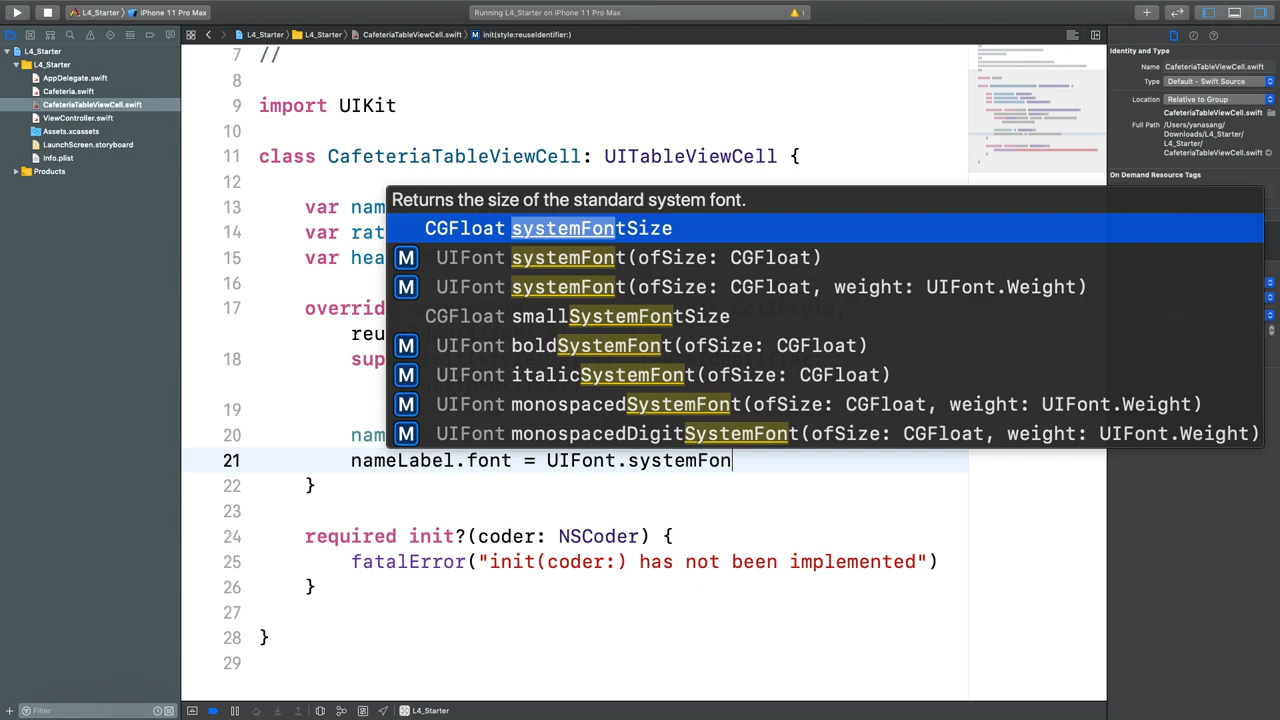 L4_Starter
iPhone 11 Pro Max
Running L4_Starter on iPhone 11 Pro Max
1
L4_Starter
L4_Starter
CafeteriaTableViewCell.swift
init(style:reuseIdentifier:)
L4_Starter
L4_Starter
AppDelegate.swift
Cafeteria.swift
CafeteriaTableViewCell.swift
ViewController.swift
Assets.xcassets
LaunchScreen.storyboard
Info.plist
Products
7 //
8
9 import UIKit
10
11 class CafeteriaTableViewCell: UITableViewCell {
12
13 var nam
14 var rat
15 var hea
16
17 override
reu
18 sup
19
20 nam
21 nameLabel.font = UIFont.systemFon
22 }
23
24 required init?(coder: NSCoder) {
25 fatalError("init(coder:) has not been implemented")
26 }
27
28 }
29
Returns the size of the standard system font.
CGFloat systemFontSize
M UIFont systemFont(ofSize: CGFloat)
M UIFont systemFont(ofSize: CGFloat, weight: UIFont.Weight)
CGFloat smallSystemFontSize
M UIFont boldSystemFont(ofSize: CGFloat)
M UIFont italicSystemFont(ofSize: CGFloat)
M UIFont monospacedSystemFont(ofSize: CGFloat, weight: UIFont.Weight)
M UIFont monospacedDigitSystemFont(ofSize: CGFloat, weight: UIFont.Weight)
Identity and Type
Name CafeteriaTableViewCell.swift
Type Default - Swift Source
Location Relative to Group
CafeteriaTableViewCell.swift
Full Path /Users/yanasang/
Downloads/L4_Starter/
L4_Starter/
CafeteriaTableViewCell.swift
On Demand Resource Tags
Filter
L4_Starter